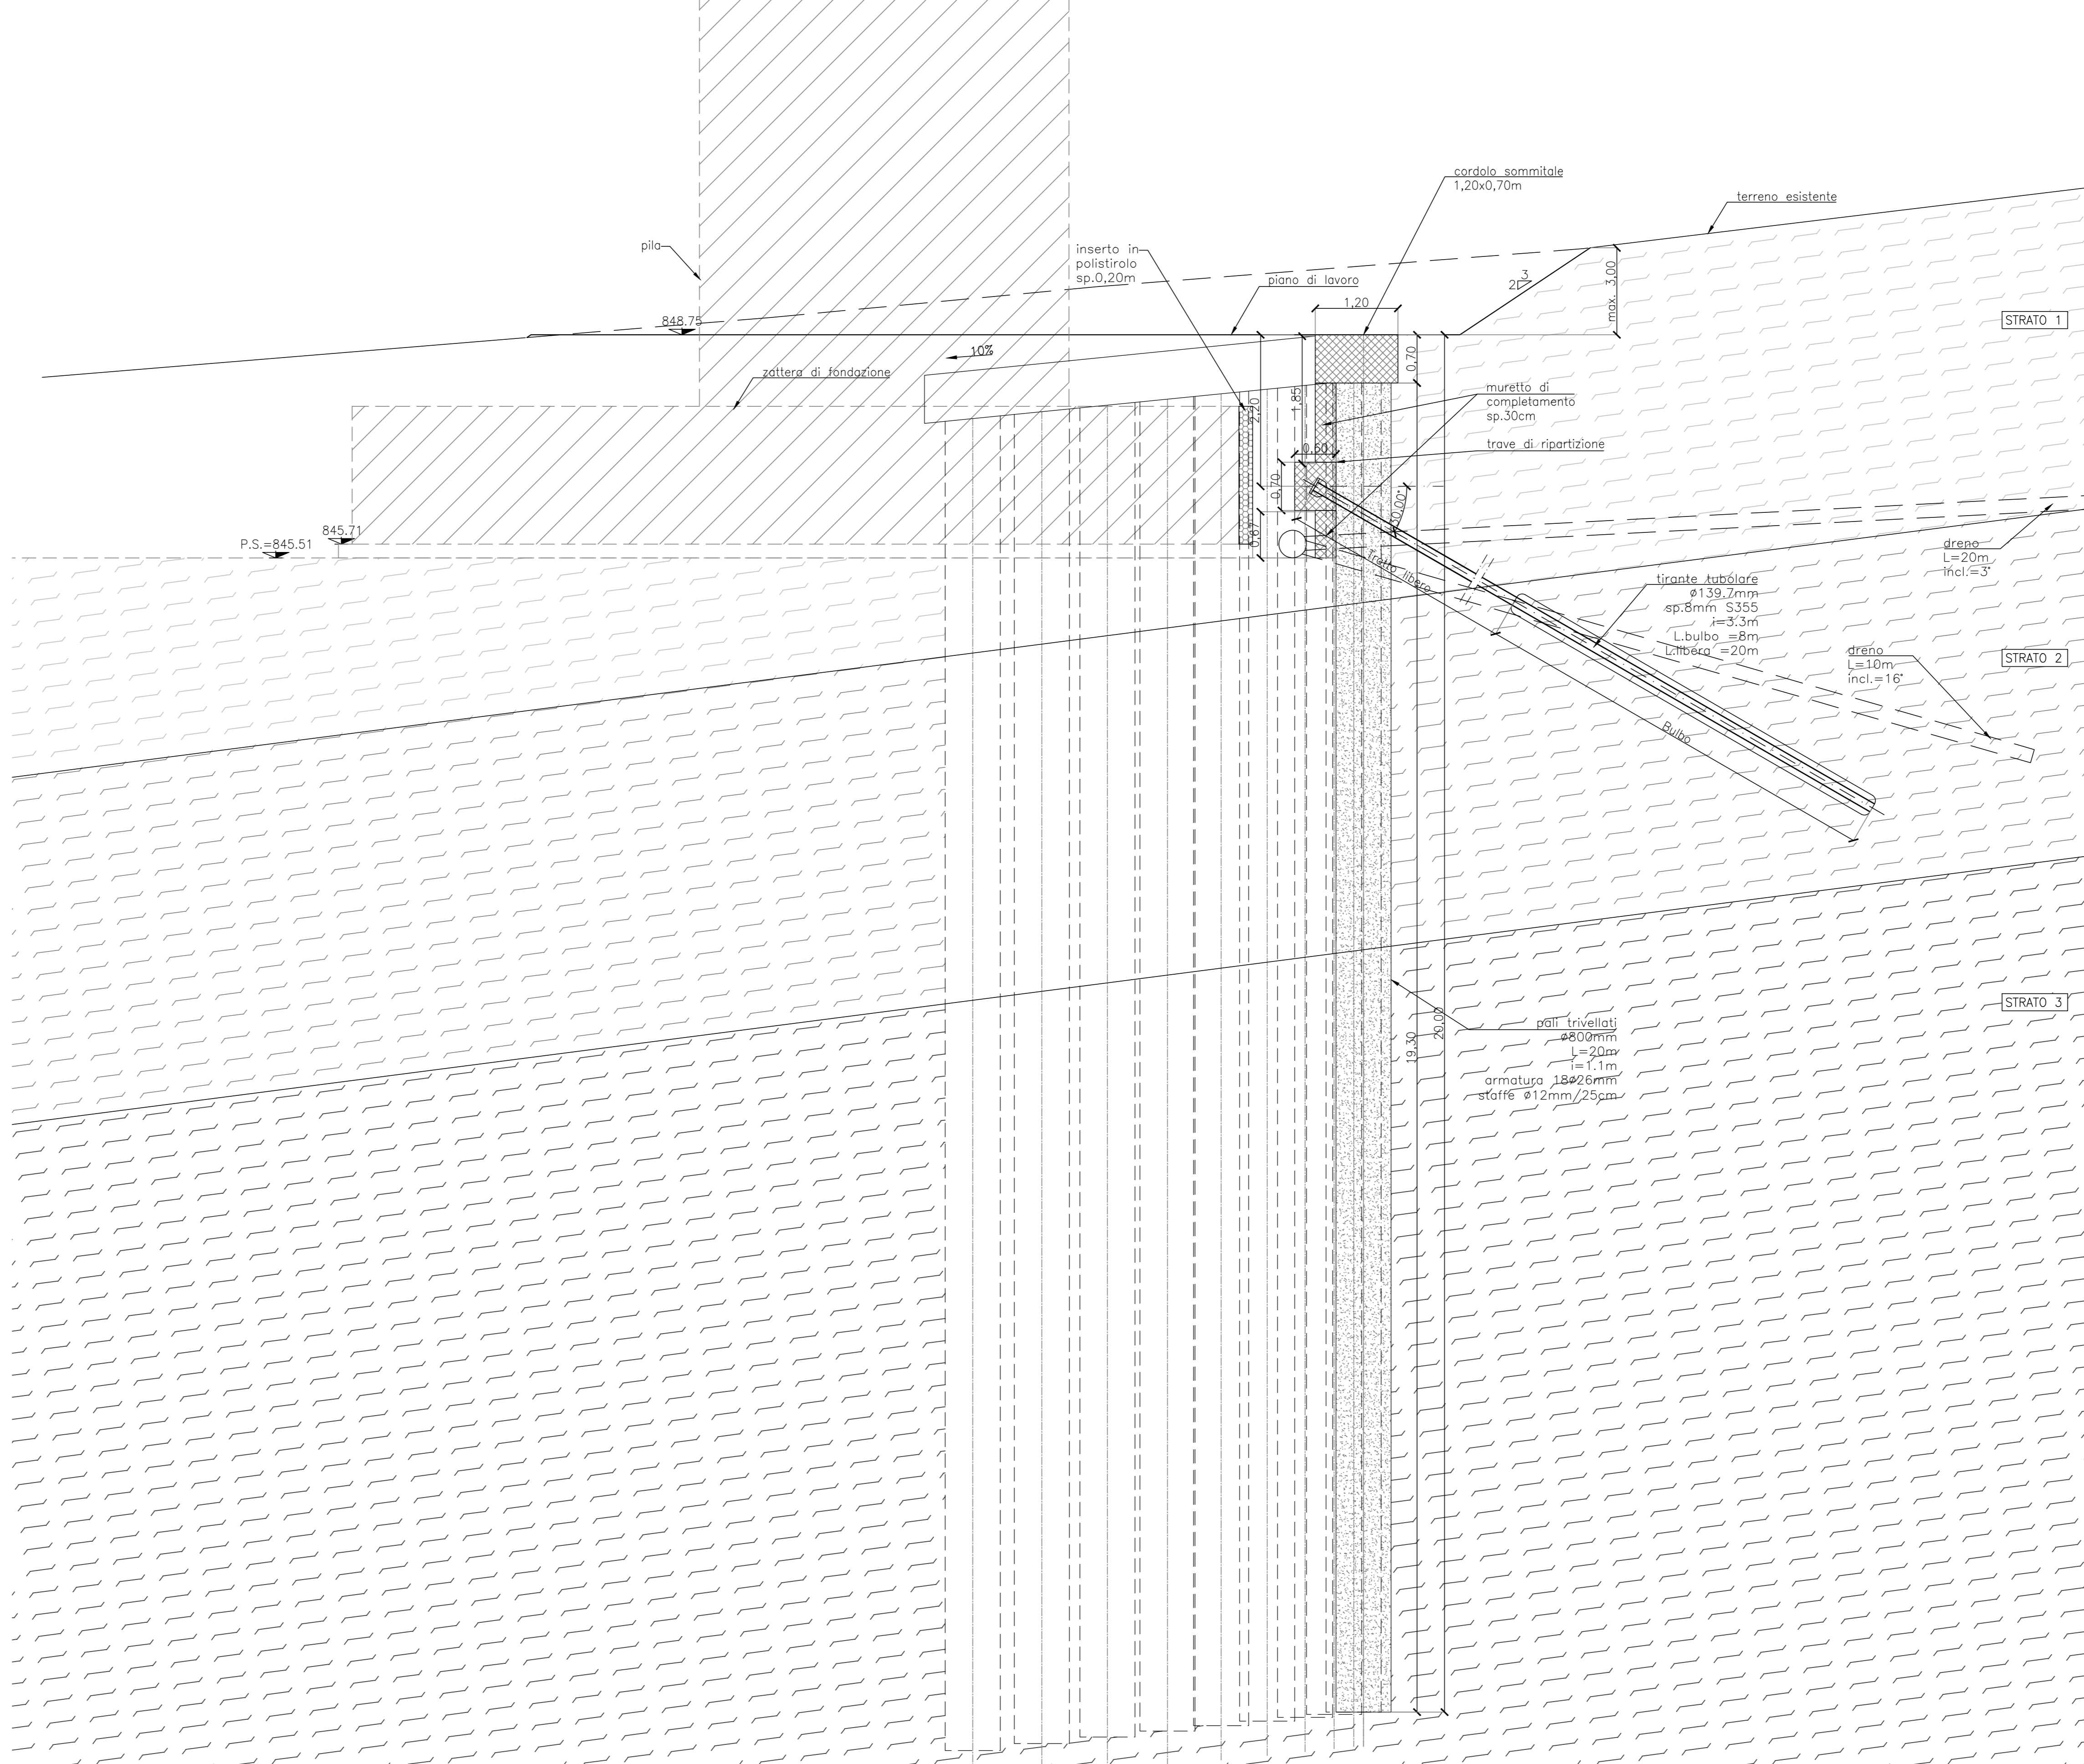 cordolo sommitale
1,20x0,70m
terreno esistente
pila
inserto in
polistirolo
sp.0,20m
piano di lavoro
3
2
max. 3,00
1,20
848.75
STRATO 1
10%
0,70
zattera di fondazione
muretto di
completamento
sp.30cm
1,85
2,20
0,60
trave di ripartizione
0,70
30,00°
845.71
P.S.=845.51
0,67
Tratto libero
dreno
L=20m
incl.=3°
tirante tubolare
ø139.7mm
sp.8mm S355
i=3.3m
L.bulbo =8m
L.libera =20m
dreno
L=10m
incl.=16°
STRATO 2
Bulbo
STRATO 3
19,30
20,00
pali trivellati
ø800mm
L=20m
i=1.1m
armatura 18ø26mm
staffe ø12mm/25cm